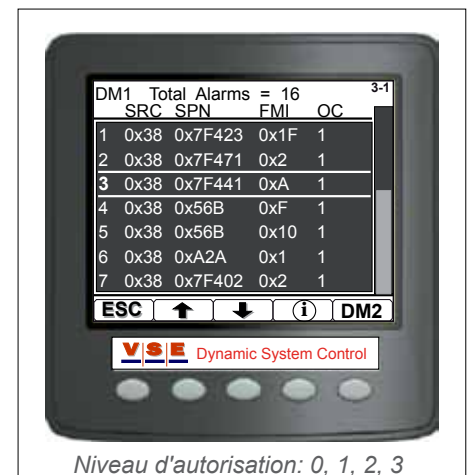 DM1 Total Alarms = 16 3-1
SRC SPN FMI OC
1 0x38 0x7F423 0x1F 1
2 0x38 0x7F471 0x2 1
3 0x38 0x7F441 0xA 1
4 0x38 0x56B 0xF 1
5 0x38 0x56B 0x10 1
6 0x38 0xA2A 0x1 1
7 0x38 0x7F402 0x2 1
ESC i DM2
VSE Dynamic System Control
Niveau d'autorisation: 0, 1, 2, 3